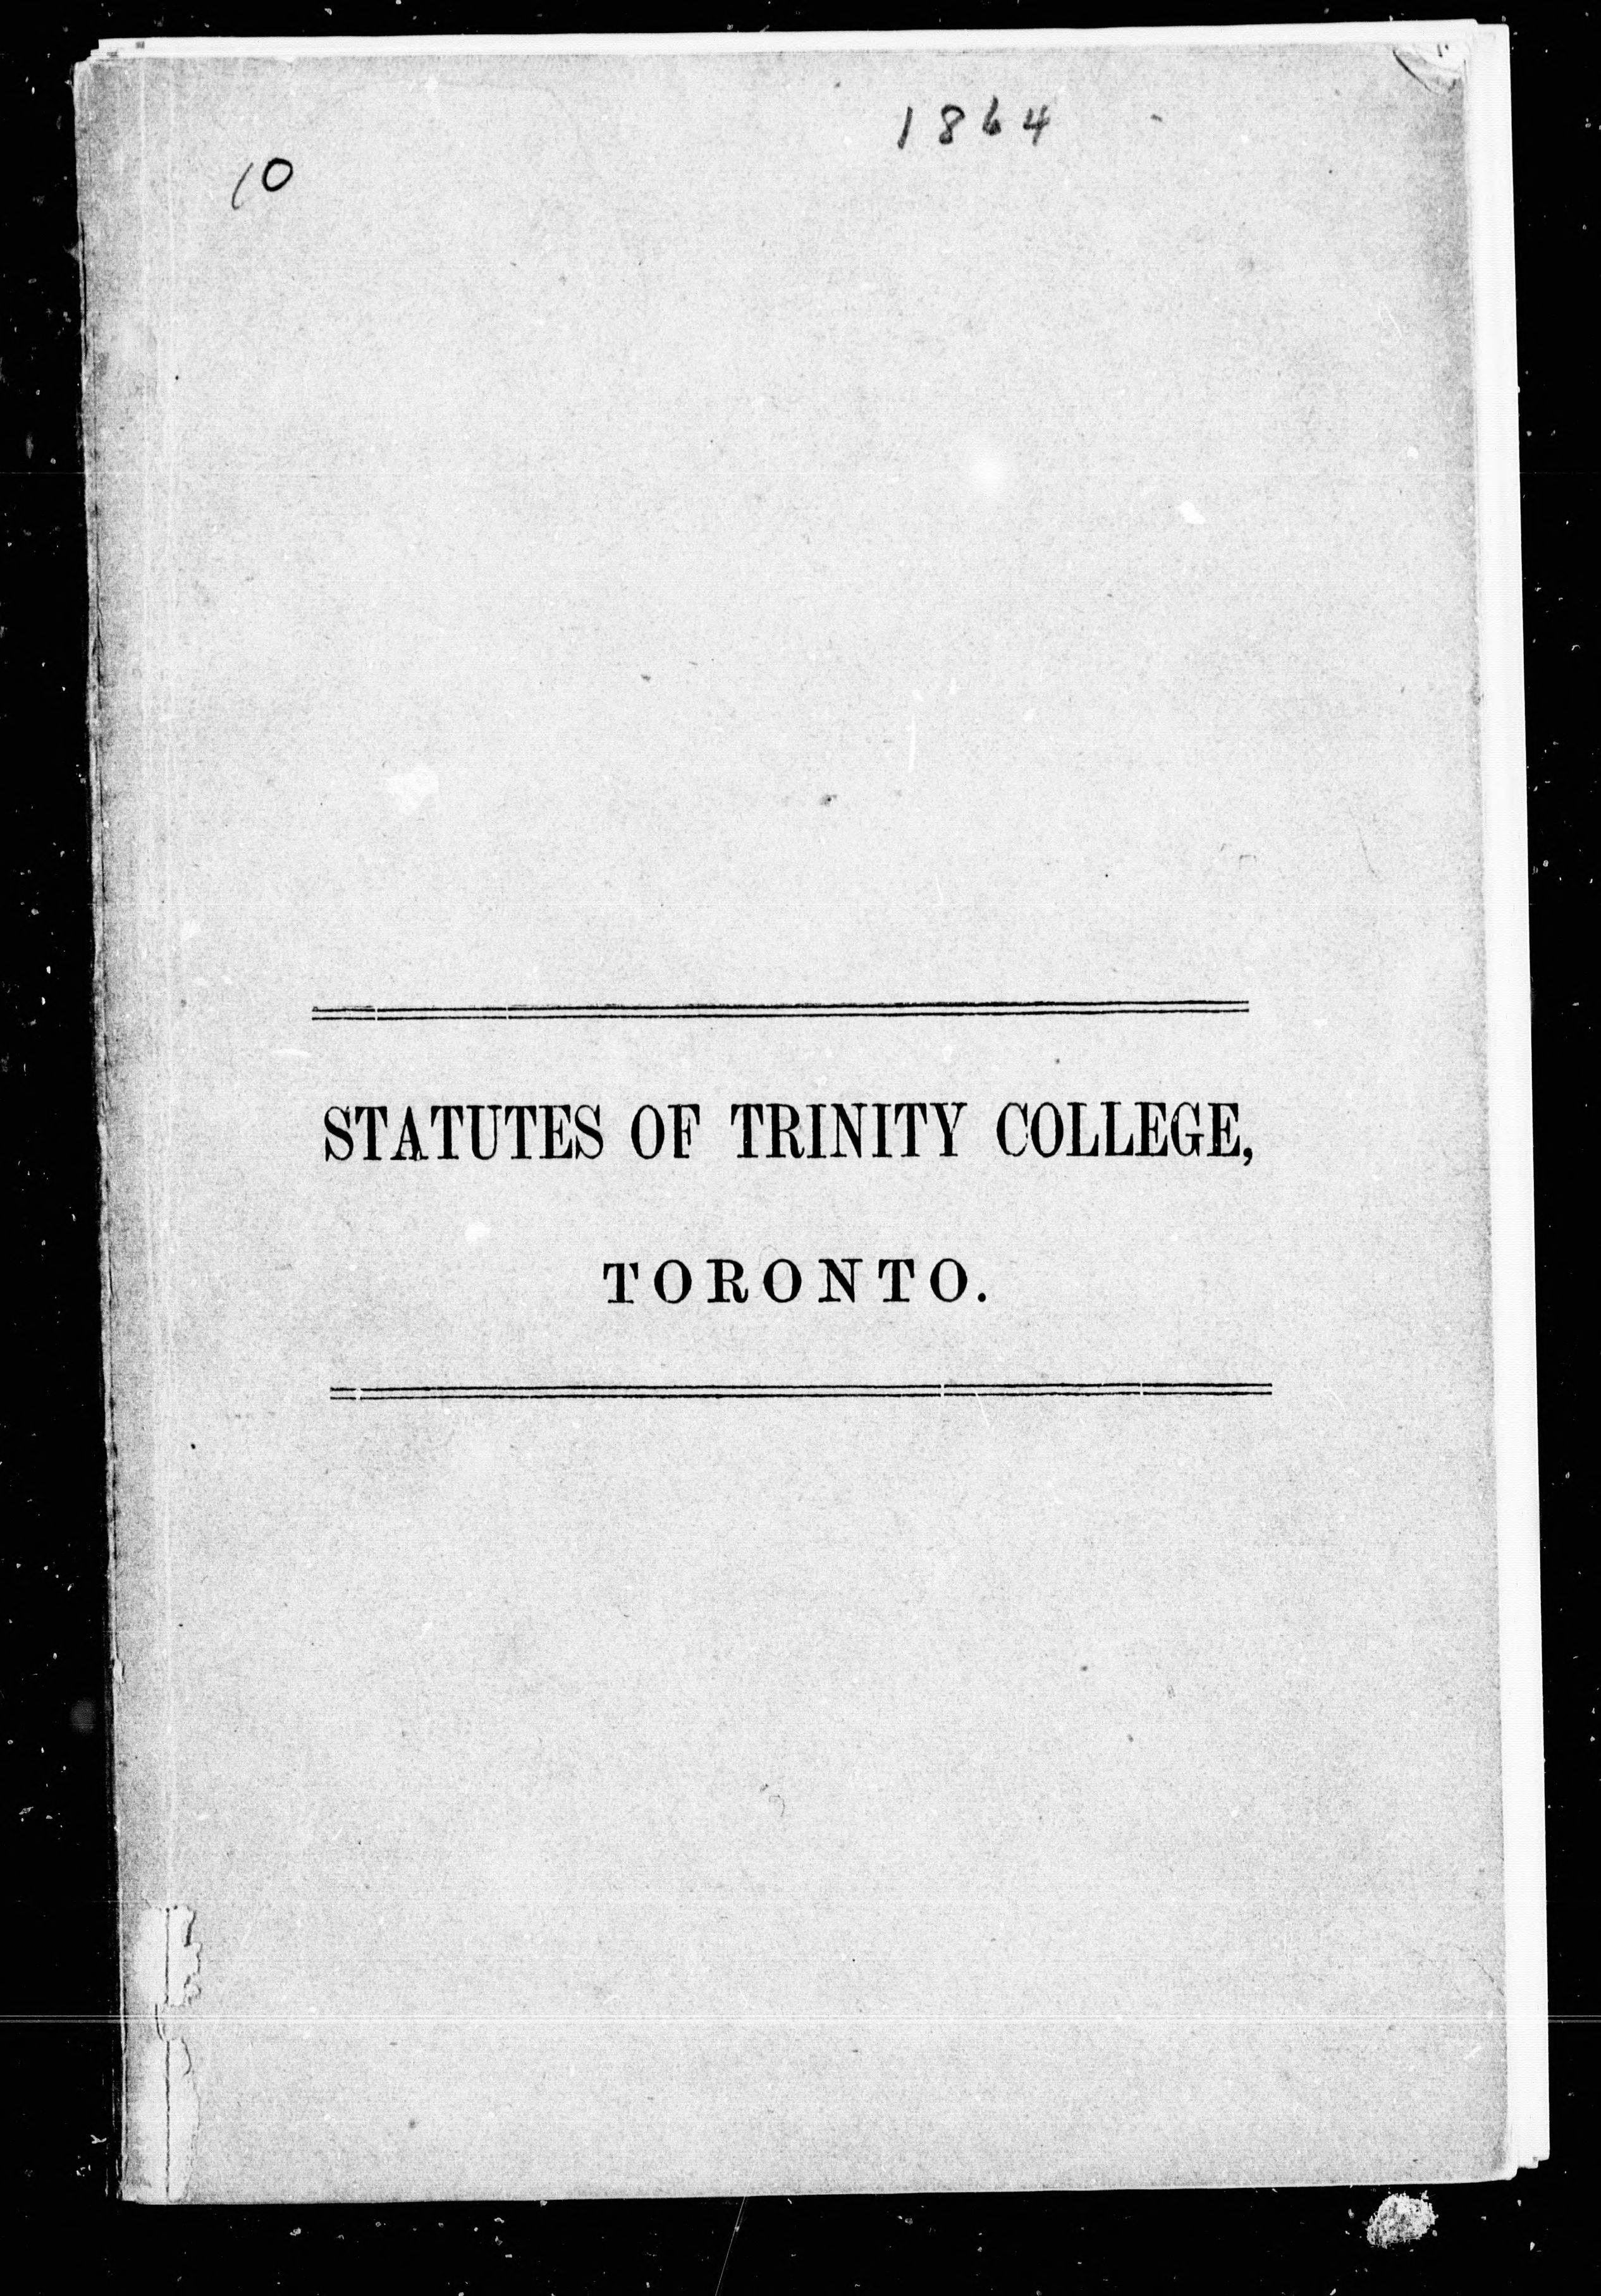 1864
10
STATUTES OF TRINITY COLLEGE,
TORONTO.